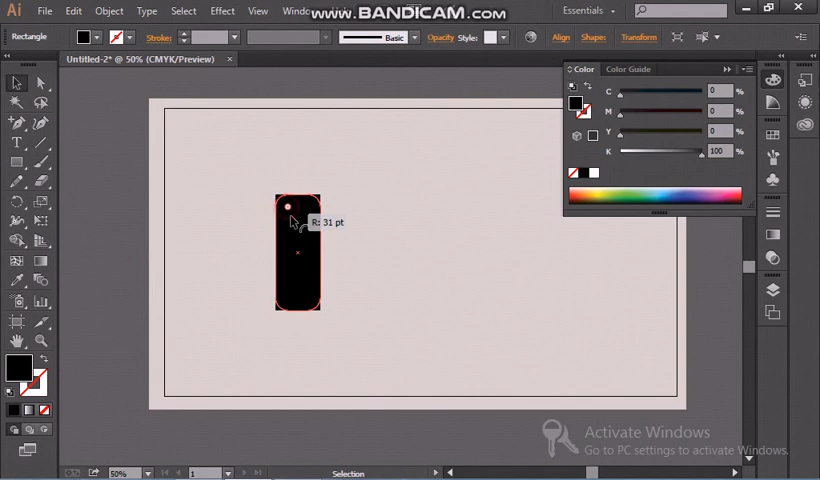 WWW.BANDICAM.COM
Ai File Edit Object Type Select Effect View Essentials
Rectangle Stroke: Basic Opacity Style: Align Shape: Transform
Untitled-2* @ 50% (CMYK/Preview) ×
Color Color Guide
C 0 %
M 0 %
Y 0 %
K 100 %
R: 31 pt
T
Activate Windows
Go to PC settings to activate Windows.
50% 1 Selection